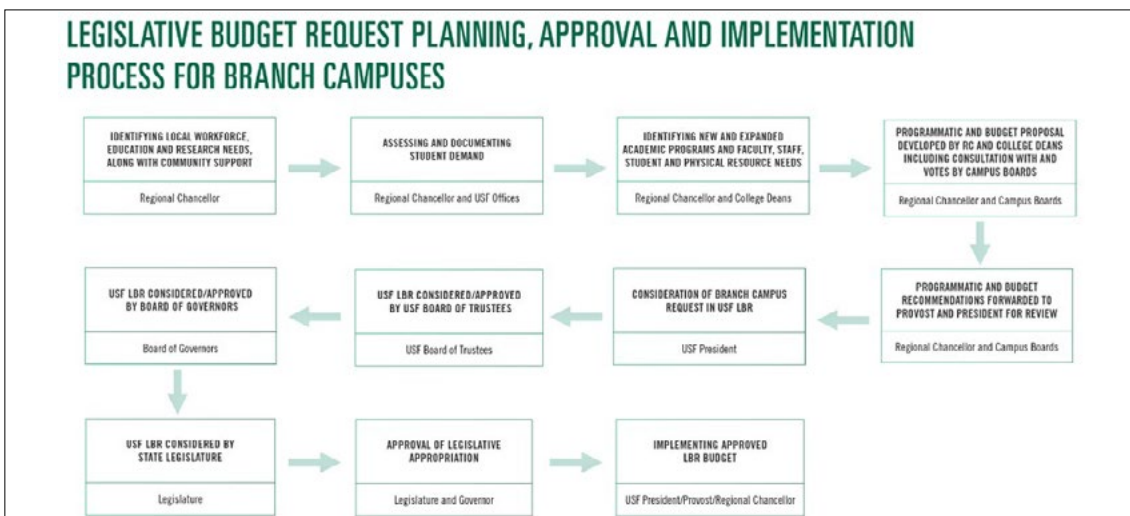 LEGISLATIVE BUDGET REQUEST PLANNING, APPROVAL AND IMPLEMENTATION
PROCESS FOR BRANCH CAMPUSES
IDENTIFYING LOCAL WORKFORCE,
EDUCATION AND RESEARCH NEEDS,
ALONG WITH COMMUNITY SUPPORT
Regional Chancellor
ASSESSING AND DOCUMENTING
STUDENT DEMAND
Regional Chancellor and USF Offices
IDENTIFYING NEW AND EXPANDED
ACADEMIC PROGRAMS AND FACULTY, STAFF,
STUDENT AND PHYSICAL RESOURCE NEEDS
Regional Chancellor and College Deans
PROGRAMMATIC AND BUDGET PROPOSAL
DEVELOPED BY RC AND COLLEGE DEANS
INCLUDING CONSULTATION WITH AND
VOTES BY CAMPUS BOARDS
Regional Chancellor and Campus Boards
PROGRAMMATIC AND BUDGET
RECOMMENDATIONS FORWARDED TO
PROVOST AND PRESIDENT FOR REVIEW
Regional Chancellor and Campus Boards
CONSIDERATION OF BRANCH CAMPUS
REQUEST IN USF LBR
USF President
USF LBR CONSIDERED/APPROVED
BY USF BOARD OF TRUSTEES
USF Board of Trustees
USF LBR CONSIDERED/APPROVED
BY BOARD OF GOVERNORS
Board of Governors
USF LBR CONSIDERED BY
STATE LEGISLATURE
Legislature
APPROVAL OF LEGISLATIVE
APPROPRIATION
Legislature and Governor
IMPLEMENTING APPROVED
LBR BUDGET
USF President/Provost/Regional Chancellor